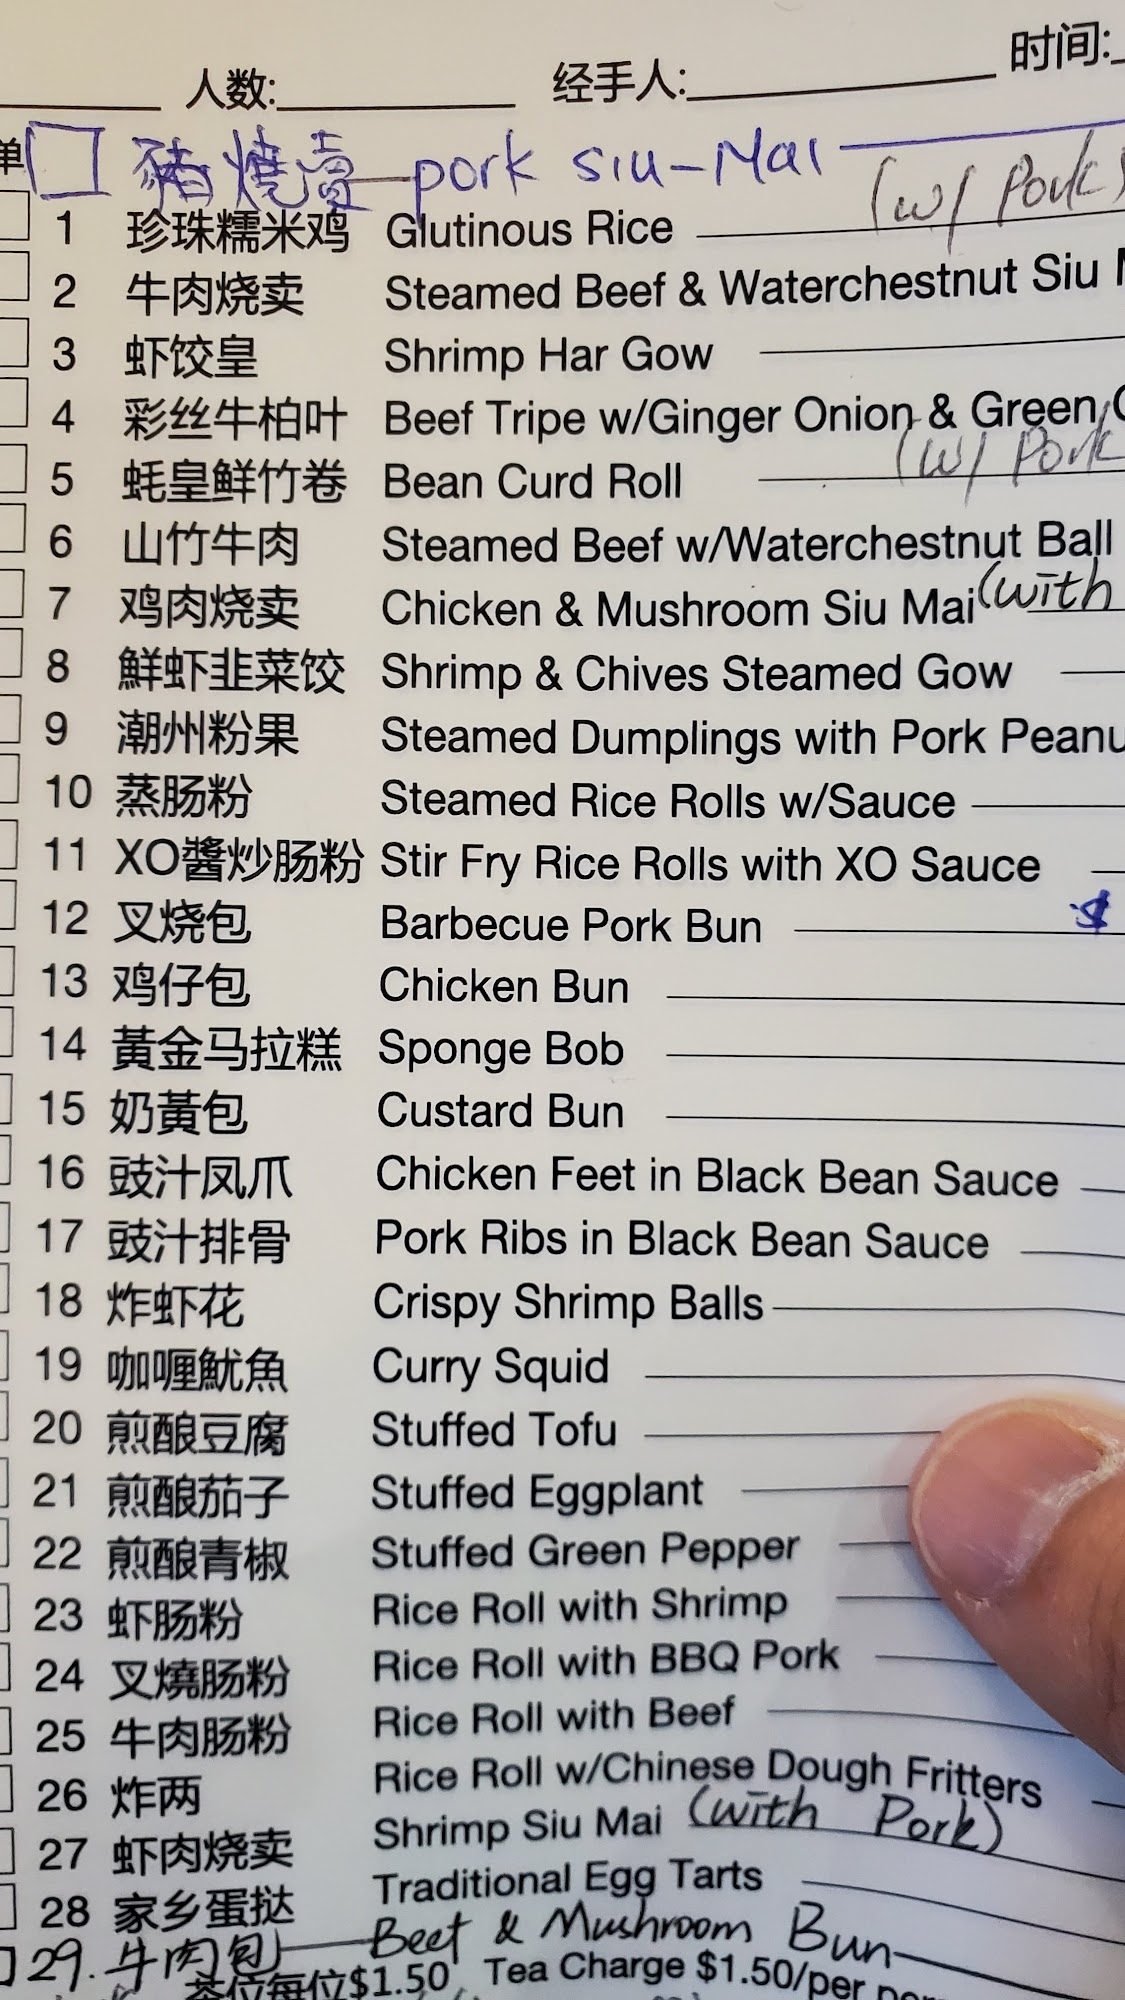 人数: 经手人: 时间:
单 豬燒賣 pork siu-Mai
(w/ Pork)
1 珍珠糯米鸡 Glutinous Rice
2 牛肉烧卖 Steamed Beef & Waterchestnut Siu
3 虾饺皇 Shrimp Har Gow
4 彩丝牛柏叶 Beef Tripe w/Ginger Onion & Green
(w/ Pork
5 蚝皇鲜竹卷 Bean Curd Roll
6 山竹牛肉 Steamed Beef w/Waterchestnut Ball
7 鸡肉烧卖 Chicken & Mushroom Siu Mai (with
8 鮮虾韭菜饺 Shrimp & Chives Steamed Gow
9 潮州粉果 Steamed Dumplings with Pork Peanu
10 蒸肠粉 Steamed Rice Rolls w/Sauce
11 XO醬炒肠粉 Stir Fry Rice Rolls with XO Sauce
12 叉烧包 Barbecue Pork Bun $
13 鸡仔包 Chicken Bun
14 黃金马拉糕 Sponge Bob
15 奶黃包 Custard Bun
16 豉汁凤爪 Chicken Feet in Black Bean Sauce
17 豉汁排骨 Pork Ribs in Black Bean Sauce
18 炸虾花 Crispy Shrimp Balls
19 咖喱魷魚 Curry Squid
20 煎酿豆腐 Stuffed Tofu
21 煎酿茄子 Stuffed Eggplant
22 煎酿青椒 Stuffed Green Pepper
23 虾肠粉 Rice Roll with Shrimp
24 叉燒肠粉 Rice Roll with BBQ Pork
25 牛肉肠粉 Rice Roll with Beef
26 炸两 Rice Roll w/Chinese Dough Fritters
27 虾肉烧卖 Shrimp Siu Mai (with Pork)
28 家乡蛋挞 Traditional Egg Tarts
29. 牛肉包 Beef & Mushroom Bun
茶位每位$1.50 Tea Charge $1.50/per